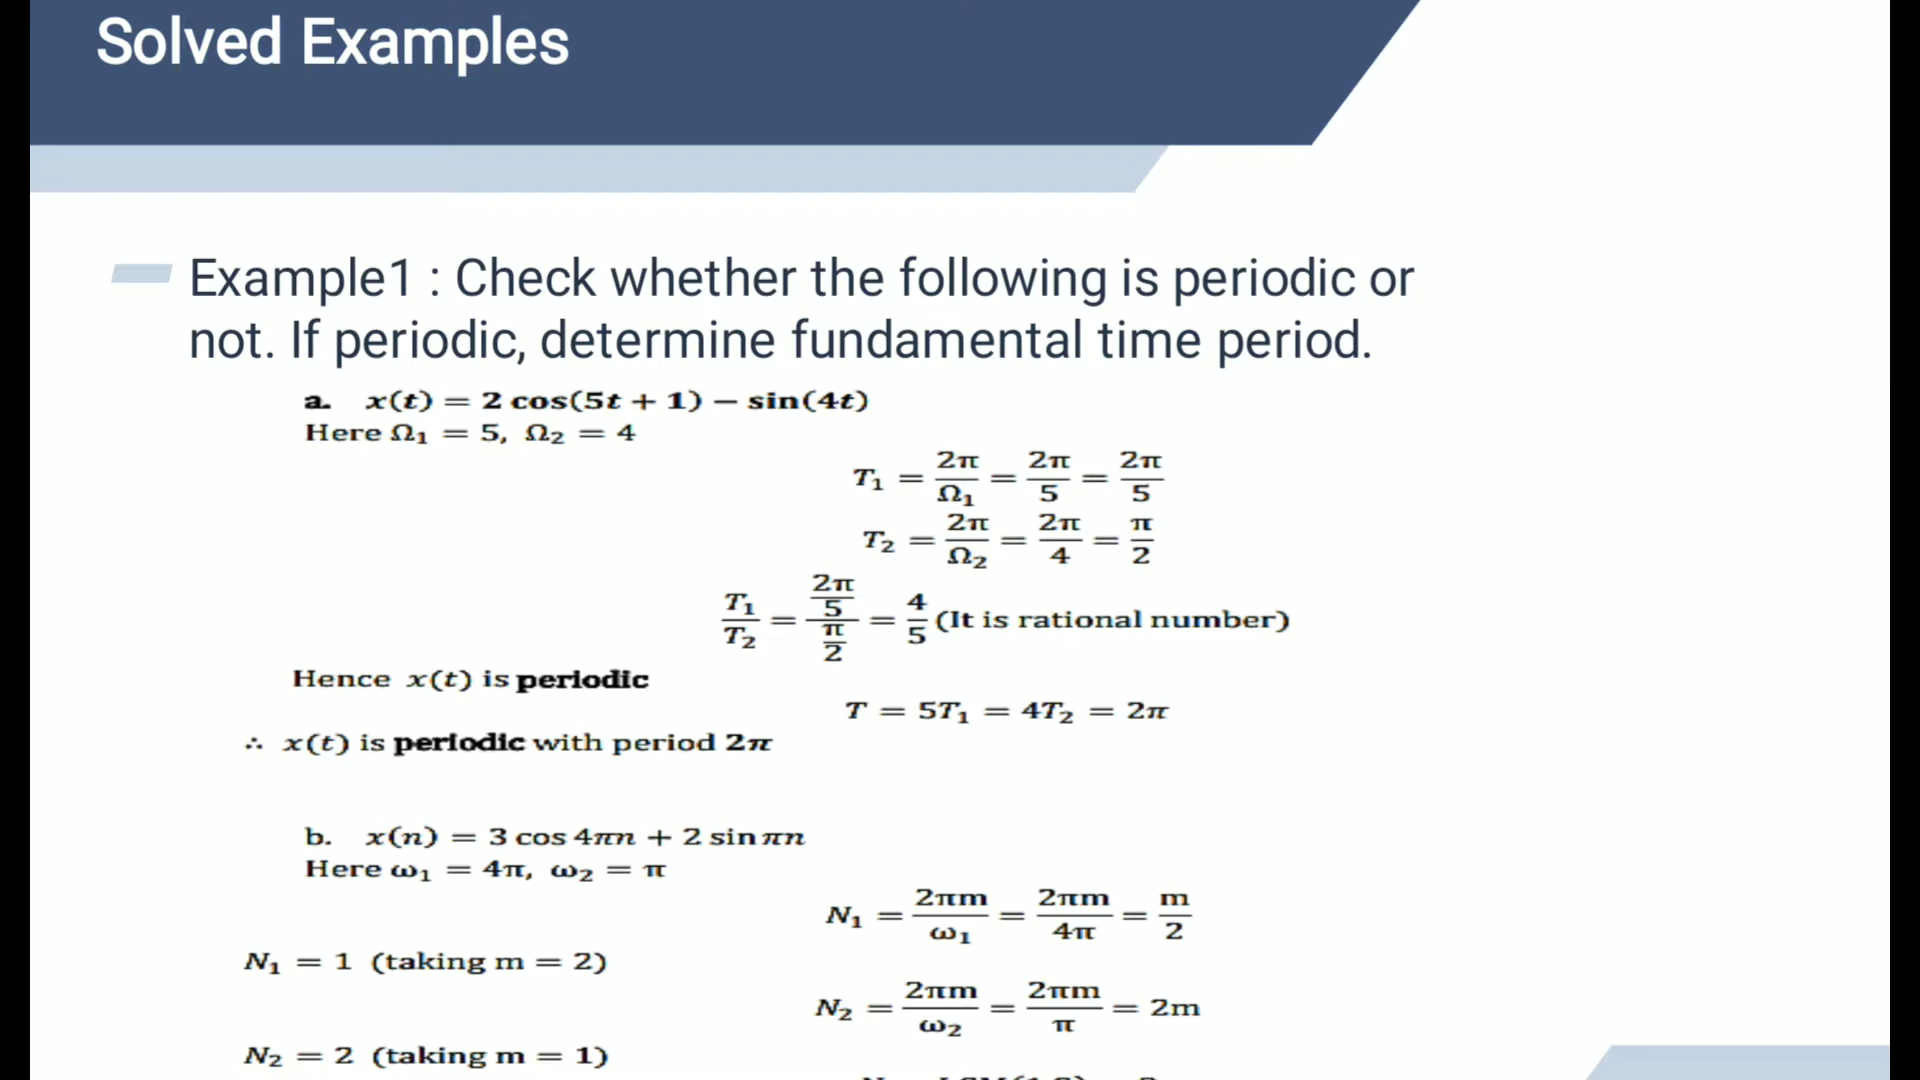 Solved Examples
Example1 : Check whether the following is periodic or
not. If periodic, determine fundamental time period.
a. x(t) = 2 cos(5t + 1) − sin(4t)
Here Ω₁ = 5, Ω₂ = 4
T₁ = 2π/Ω₁ = 2π/5 = 2π/5
T₂ = 2π/Ω₂ = 2π/4 = π/2
T₁/T₂ = (2π/5)/(π/2) = 4/5 (It is rational number)
Hence x(t) is periodic
T = 5T₁ = 4T₂ = 2π
∴ x(t) is periodic with period 2π
b. x(n) = 3 cos 4πn + 2 sin πn
Here ω₁ = 4π, ω₂ = π
N₁ = 2πm/ω₁ = 2πm/4π = m/2
N₁ = 1 (taking m = 2)
N₂ = 2πm/ω₂ = 2πm/π = 2m
N₂ = 2 (taking m = 1)